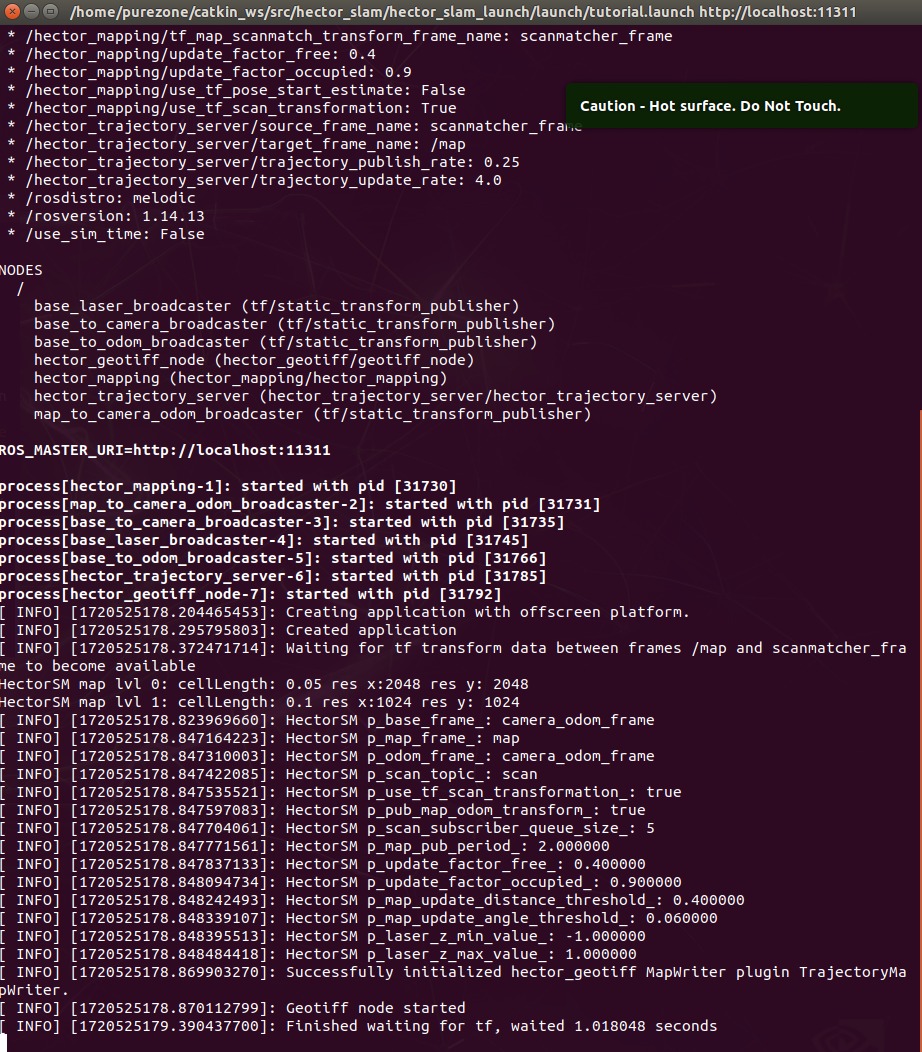 /home/purezone/catkin_ws/src/hector_slam/hector_slam_launch/launch/tutorial.launch http://localhost:11311
* /hector_mapping/tf_map_scanmatch_transform_frame_name: scanmatcher_frame
* /hector_mapping/update_factor_free: 0.4
* /hector_mapping/update_factor_occupied: 0.9
* /hector_mapping/use_tf_pose_start_estimate: False
* /hector_mapping/use_tf_scan_transformation: True
Caution - Hot surface. Do Not Touch.
* /hector_trajectory_server/source_frame_name: scanmatcher_frame
* /hector_trajectory_server/target_frame_name: /map
* /hector_trajectory_server/trajectory_publish_rate: 0.25
* /hector_trajectory_server/trajectory_update_rate: 4.0
* /rosdistro: melodic
* /rosversion: 1.14.13
* /use_sim_time: False
NODES
/
base_laser_broadcaster (tf/static_transform_publisher)
base_to_camera_broadcaster (tf/static_transform_publisher)
base_to_odom_broadcaster (tf/static_transform_publisher)
hector_geotiff_node (hector_geotiff/geotiff_node)
hector_mapping (hector_mapping/hector_mapping)
hector_trajectory_server (hector_trajectory_server/hector_trajectory_server)
map_to_camera_odom_broadcaster (tf/static_transform_publisher)
ROS_MASTER_URI=http://localhost:11311
process[hector_mapping-1]: started with pid [31730]
process[map_to_camera_odom_broadcaster-2]: started with pid [31731]
process[base_to_camera_broadcaster-3]: started with pid [31735]
process[base_laser_broadcaster-4]: started with pid [31745]
process[base_to_odom_broadcaster-5]: started with pid [31766]
process[hector_trajectory_server-6]: started with pid [31785]
process[hector_geotiff_node-7]: started with pid [31792]
[ INFO] [1720525178.204465453]: Creating application with offscreen platform.
[ INFO] [1720525178.295795803]: Created application
[ INFO] [1720525178.372471714]: Waiting for tf transform data between frames /map and scanmatcher_fra
me to become available
HectorSM map lvl 0: cellLength: 0.05 res x:2048 res y: 2048
HectorSM map lvl 1: cellLength: 0.1 res x:1024 res y: 1024
[ INFO] [1720525178.823969660]: HectorSM p_base_frame_: camera_odom_frame
[ INFO] [1720525178.847164223]: HectorSM p_map_frame_: map
[ INFO] [1720525178.847310003]: HectorSM p_odom_frame_: camera_odom_frame
[ INFO] [1720525178.847422085]: HectorSM p_scan_topic_: scan
[ INFO] [1720525178.847535521]: HectorSM p_use_tf_scan_transformation_: true
[ INFO] [1720525178.847597083]: HectorSM p_pub_map_odom_transform_: true
[ INFO] [1720525178.847704061]: HectorSM p_scan_subscriber_queue_size_: 5
[ INFO] [1720525178.847771561]: HectorSM p_map_pub_period_: 2.000000
[ INFO] [1720525178.847837133]: HectorSM p_update_factor_free_: 0.400000
[ INFO] [1720525178.848094734]: HectorSM p_update_factor_occupied_: 0.900000
[ INFO] [1720525178.848242493]: HectorSM p_map_update_distance_threshold_: 0.400000
[ INFO] [1720525178.848339107]: HectorSM p_map_update_angle_threshold_: 0.060000
[ INFO] [1720525178.848395513]: HectorSM p_laser_z_min_value_: -1.000000
[ INFO] [1720525178.848484418]: HectorSM p_laser_z_max_value_: 1.000000
[ INFO] [1720525178.869903270]: Successfully initialized hector_geotiff MapWriter plugin TrajectoryMa
pWriter.
[ INFO] [1720525178.870112799]: Geotiff node started
[ INFO] [1720525179.390437700]: Finished waiting for tf, waited 1.018048 seconds